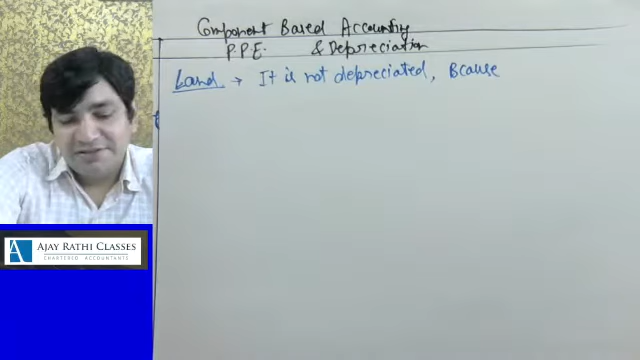 Component Based Accounting
P.P.E. & Depreciation
Land → It is not depreciated, Bcause
A
AJAY RATHI CLASSES
CHARTERED ACCOUNTANTS